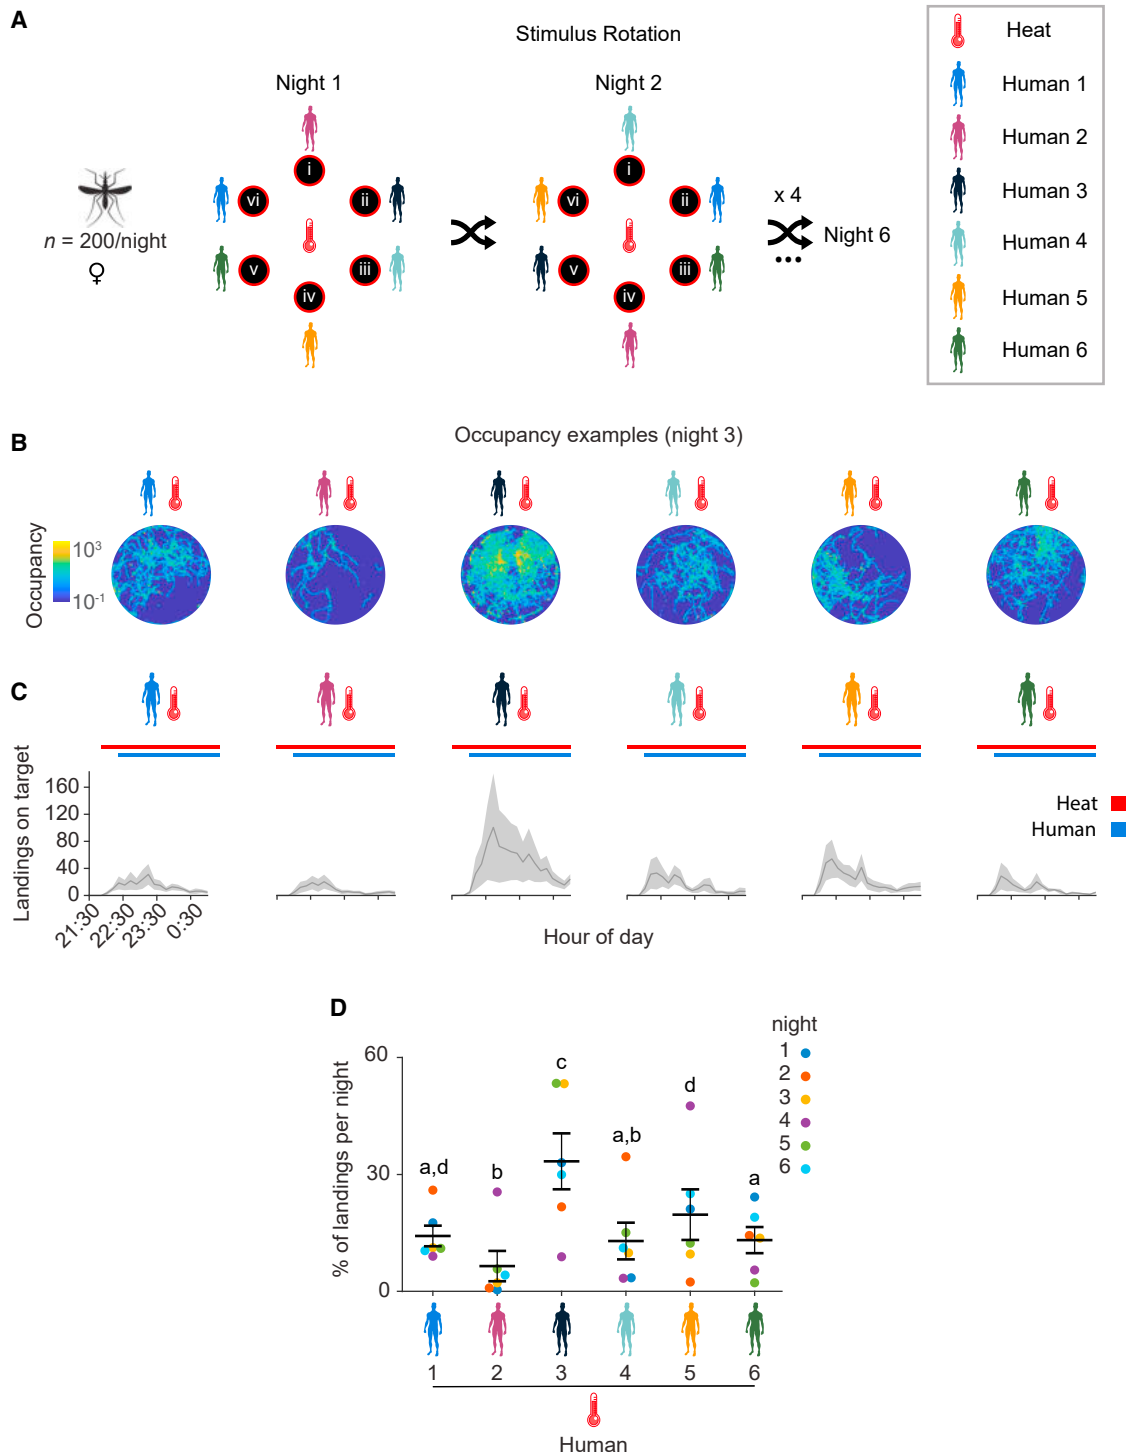 A
Stimulus Rotation
Night 1
Night 2
i
ii
iii
iv
v
vi
i
ii
iii
iv
v
vi
n = 200/night
♀
x 4
Night 6
...
Heat
Human 1
Human 2
Human 3
Human 4
Human 5
Human 6
B
Occupancy examples (night 3)
Occupancy
10³
10⁻¹
C
Landings on target
160
120
80
40
0
21:30
22:30
23:30
0:30
Hour of day
Heat
Human
D
% of landings per night
60
30
0
a,d
b
c
a,b
d
a
night
1
2
3
4
5
6
1
2
3
4
5
6
Human